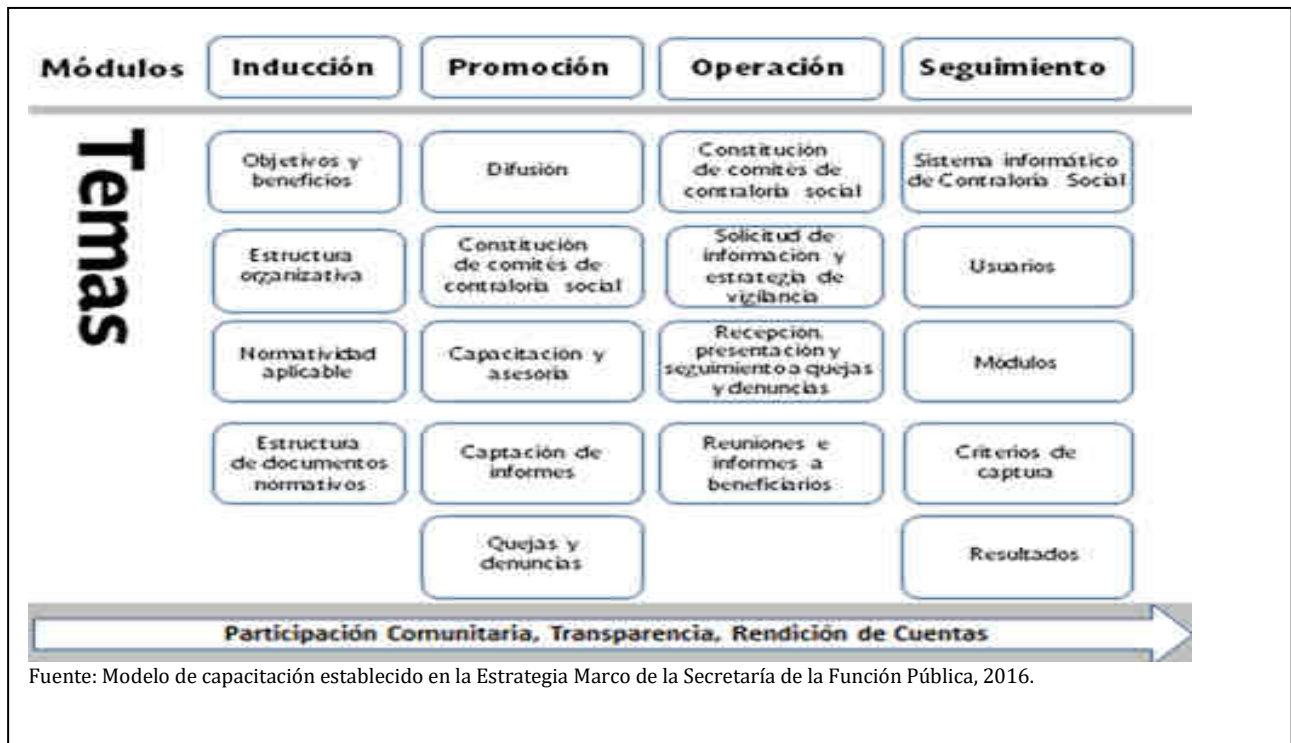 Módulos
Inducción
Promoción
Operación
Seguimiento
Temas
Objetivos y
beneficios
Difusión
Constitución
de comités de
contraloría social
Sistema informático
de Contraloría Social
Estructura
organizativa
Constitución
de comités de
contraloría social
Solicitud de
información y
estrategia de
vigilancia
Usuarios
Normatividad
aplicable
Capacitación y
asesoría
Recepción,
presentación y
seguimiento a quejas
y denuncias
Módulos
Estructura
de documentos
normativos
Captación de
informes
Reuniones e
informes a
beneficiarios
Criterios de
captura
Quejas y
denuncias
Resultados
Participación Comunitaria, Transparencia, Rendición de Cuentas
Fuente: Modelo de capacitación establecido en la Estrategia Marco de la Secretaría de la Función Pública, 2016.